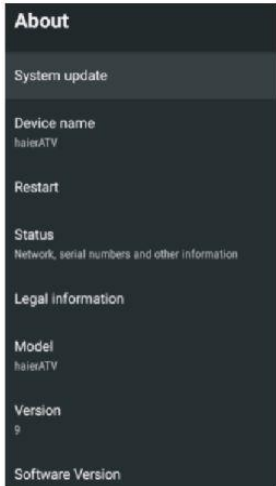 About
System update
Device name
haierATV
Restart
Status
Network, serial numbers and other information
Legal information
Model
haierATV
Version
9
Software Version